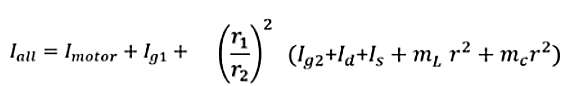 I_all = I_motor + I_g1 + (r_1/r_2)^2 (I_g2+I_d+I_s + m_L r^2 + m_c r^2)